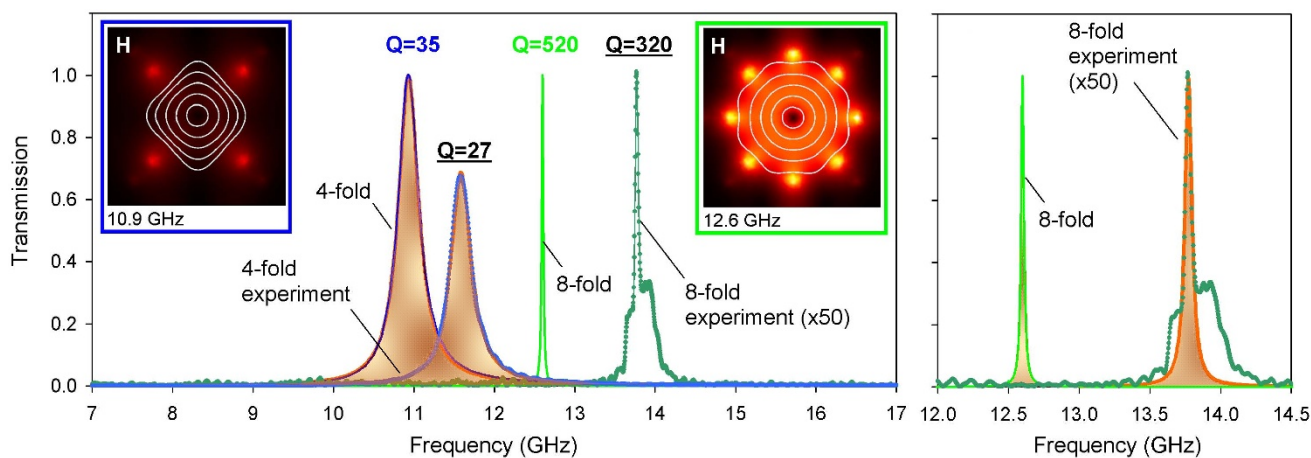 H
10.9 GHz
Q=35
Q=27
Q=520
Q=320
H
12.6 GHz
4-fold
4-fold
experiment
8-fold
8-fold
experiment (x50)
Transmission
1.0
0.8
0.6
0.4
0.2
0.0
7 8 9 10 11 12 13 14 15 16 17
Frequency (GHz)
8-fold
experiment
(x50)
8-fold
12.0 12.5 13.0 13.5 14.0 14.5
Frequency (GHz)